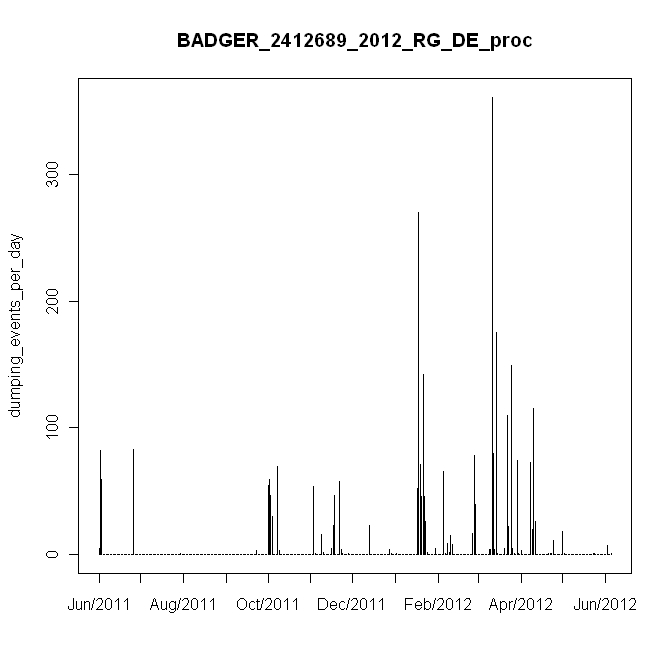 BADGER_2412689_2012_RG_DE_proc
dumping_events_per_day
300
200
100
0
Jun/2011 Aug/2011 Oct/2011 Dec/2011 Feb/2012 Apr/2012 Jun/2012